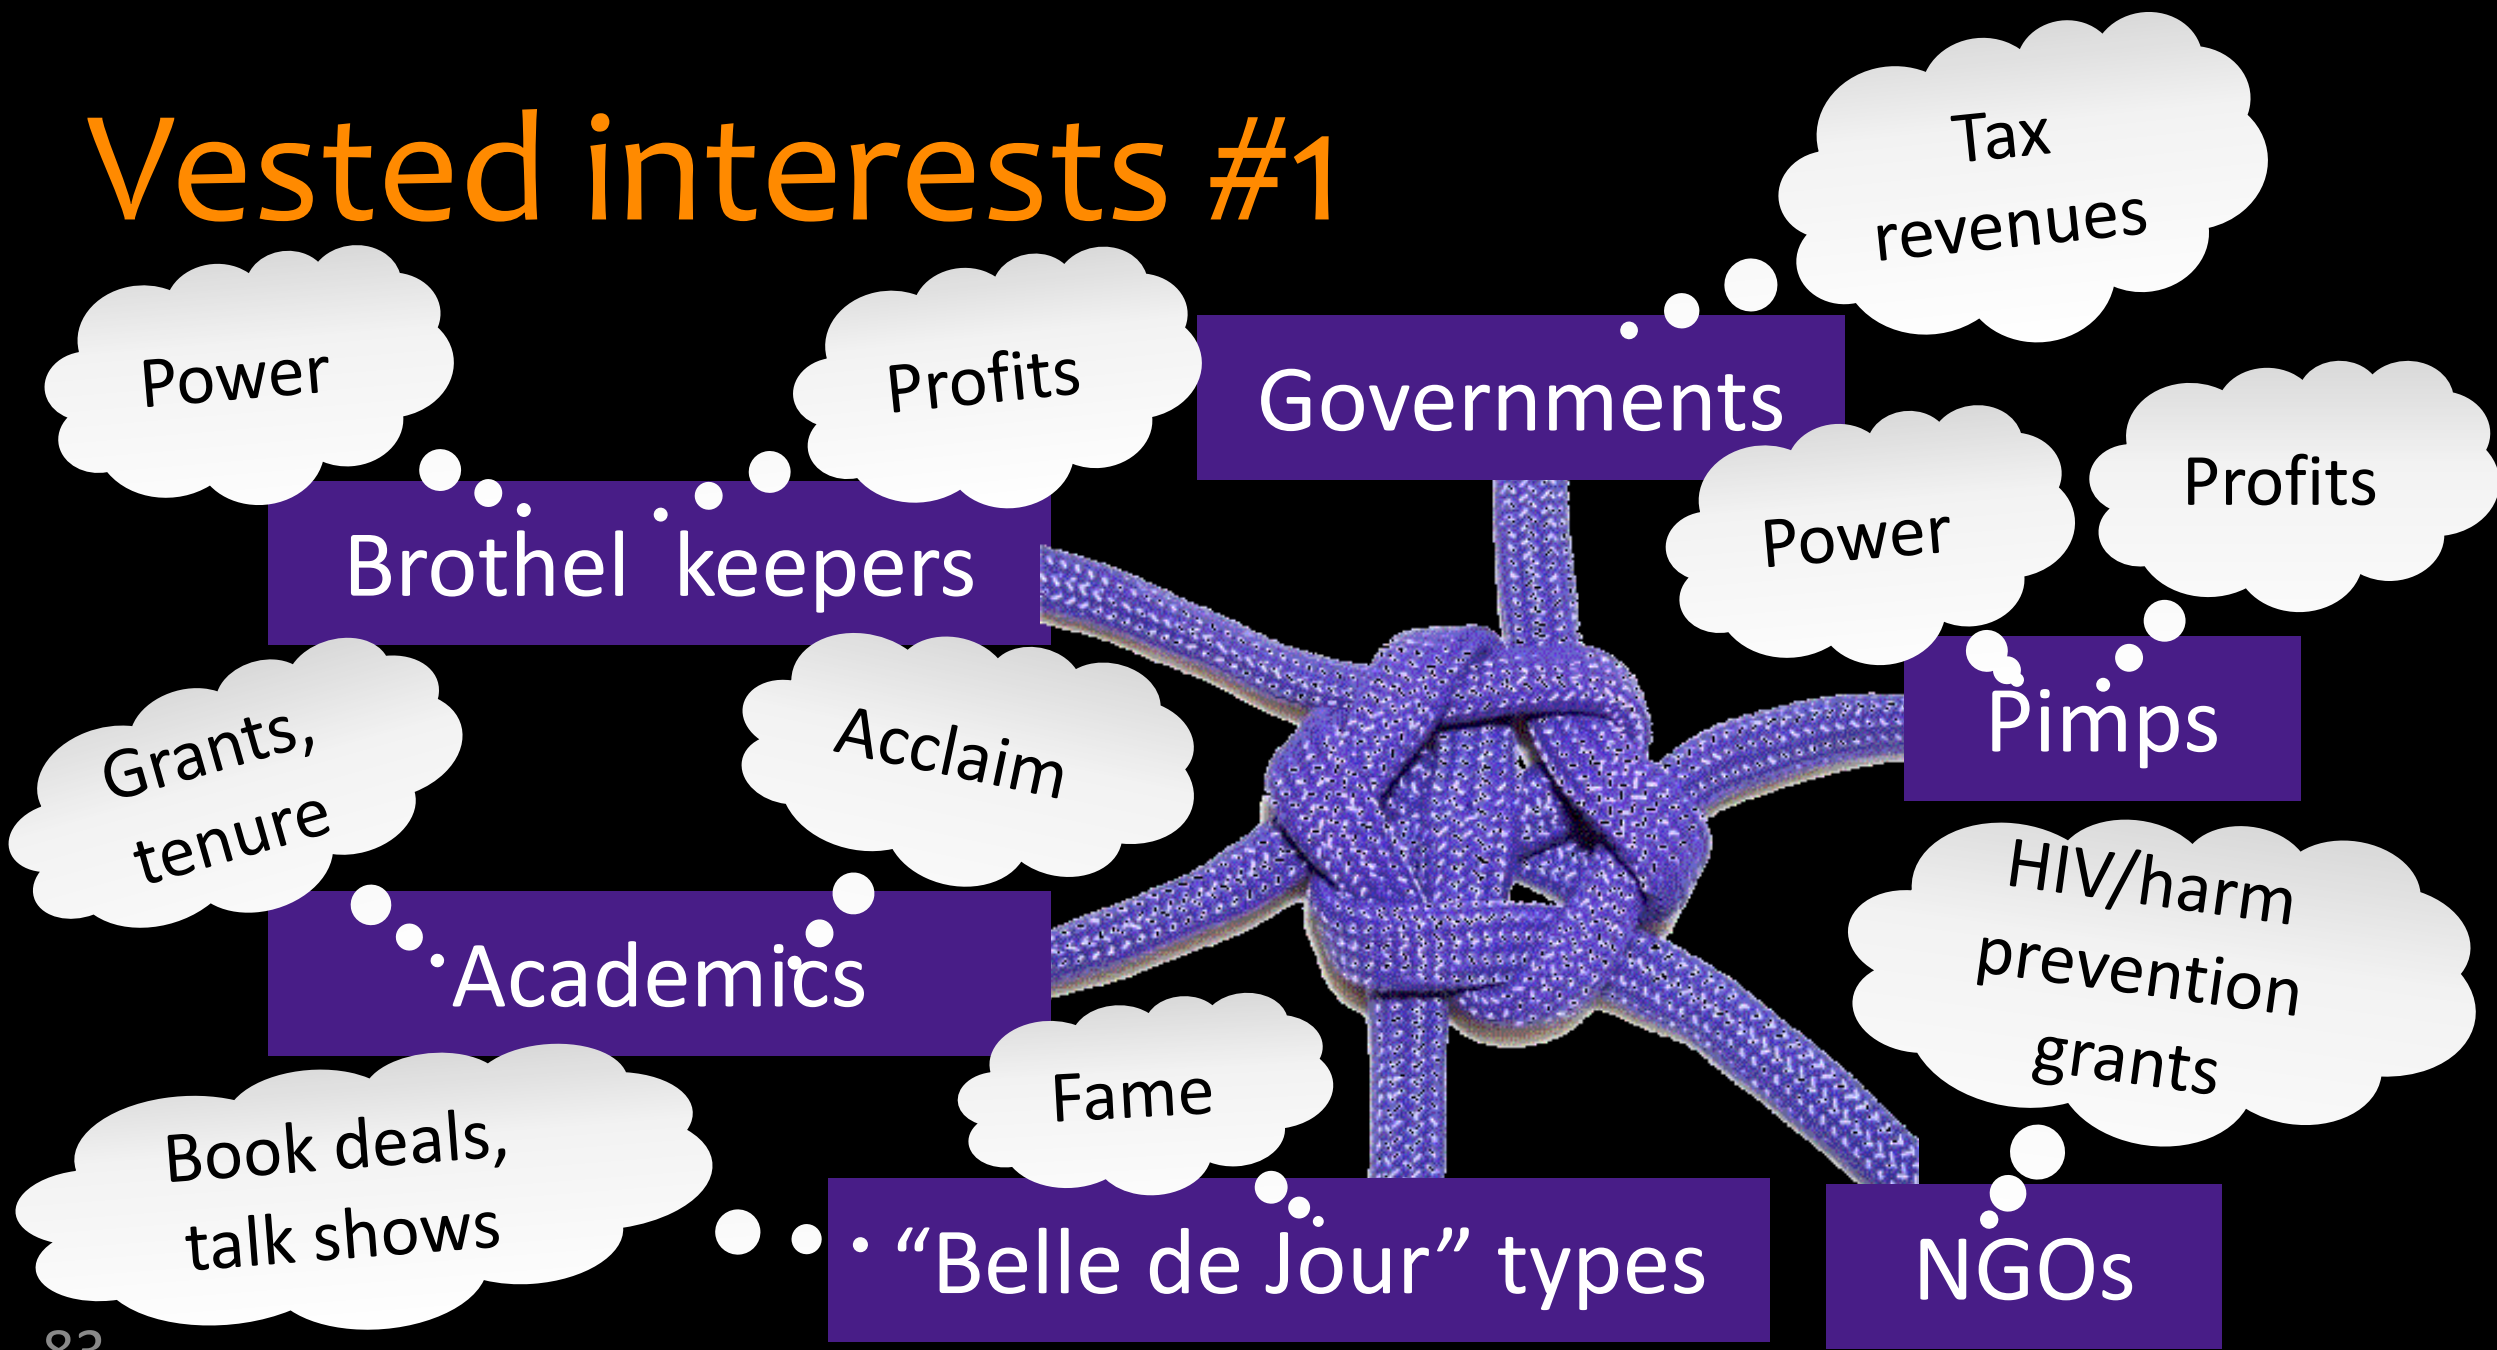 Vested interests #1
Tax
revenues
Power
Profits
Governments
Power
Profits
Brothel keepers
Pimps
Grants,
tenure
Acclaim
Academics
HIV/harm
prevention
grants
Fame
Book deals,
talk shows
“Belle de Jour” types
NGOs
83